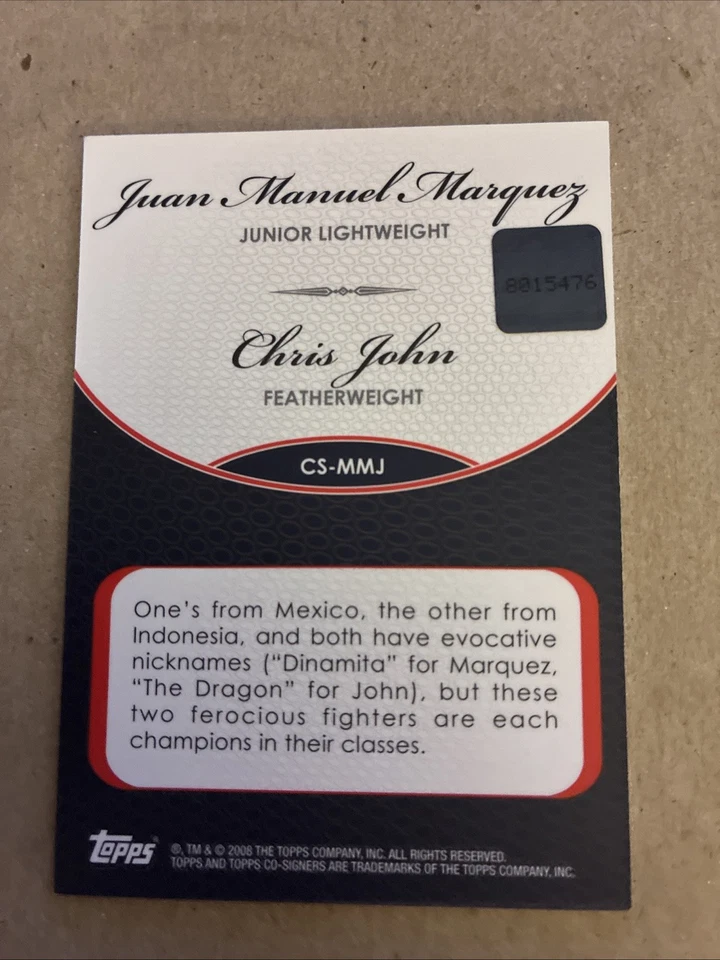 Juan Manuel Marquez
JUNIOR LIGHTWEIGHT
8015476
Chris John
FEATHERWEIGHT
CS-MMJ
One's from Mexico, the other from
Indonesia, and both have evocative
nicknames ("Dinamita" for Marquez,
"The Dragon" for John), but these
two ferocious fighters are each
champions in their classes.
Topps
®, TM & © 2008 THE TOPPS COMPANY, INC. ALL RIGHTS RESERVED.
TOPPS AND TOPPS CO-SIGNERS ARE TRADEMARKS OF THE TOPPS COMPANY, INC.